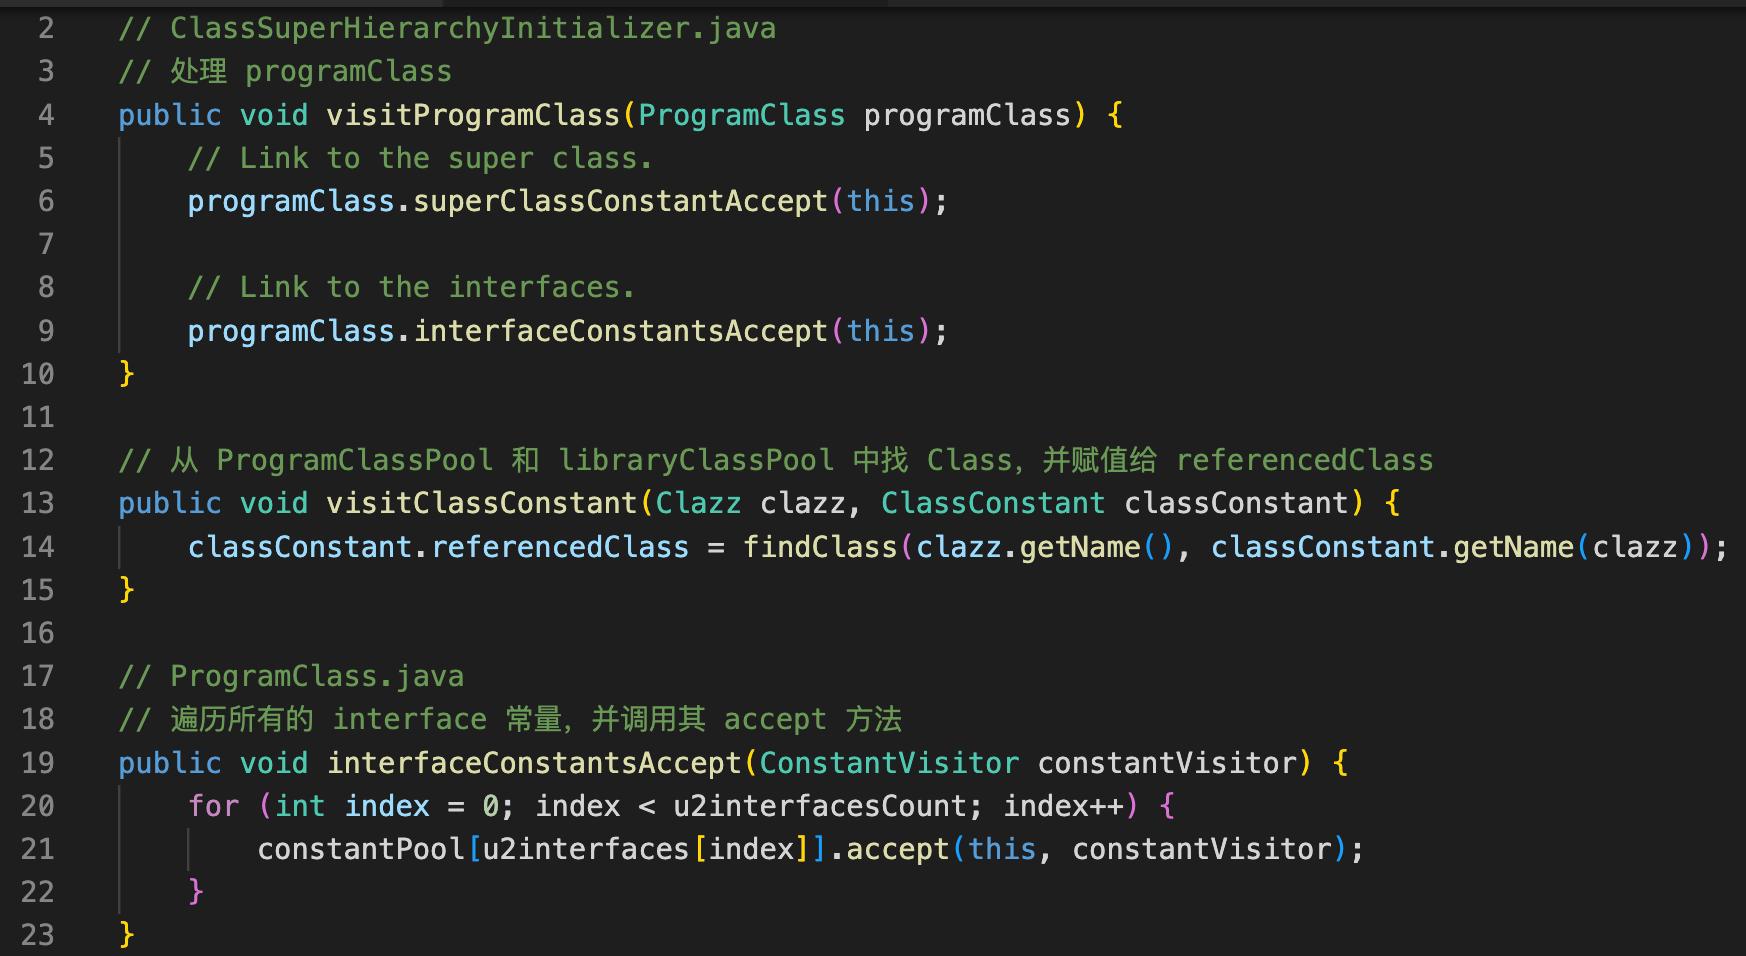 2 // ClassSuperHierarchyInitializer.java
3 // 处理 programClass
4 public void visitProgramClass(ProgramClass programClass) {
5 // Link to the super class.
6 programClass.superClassConstantAccept(this);
7
8 // Link to the interfaces.
9 programClass.interfaceConstantsAccept(this);
10 }
11
12 // 从 ProgramClassPool 和 libraryClassPool 中找 Class，并赋值给 referencedClass
13 public void visitClassConstant(Clazz clazz, ClassConstant classConstant) {
14 classConstant.referencedClass = findClass(clazz.getName(), classConstant.getName(clazz));
15 }
16
17 // ProgramClass.java
18 // 遍历所有的 interface 常量，并调用其 accept 方法
19 public void interfaceConstantsAccept(ConstantVisitor constantVisitor) {
20 for (int index = 0; index < u2interfacesCount; index++) {
21 constantPool[u2interfaces[index]].accept(this, constantVisitor);
22 }
23 }